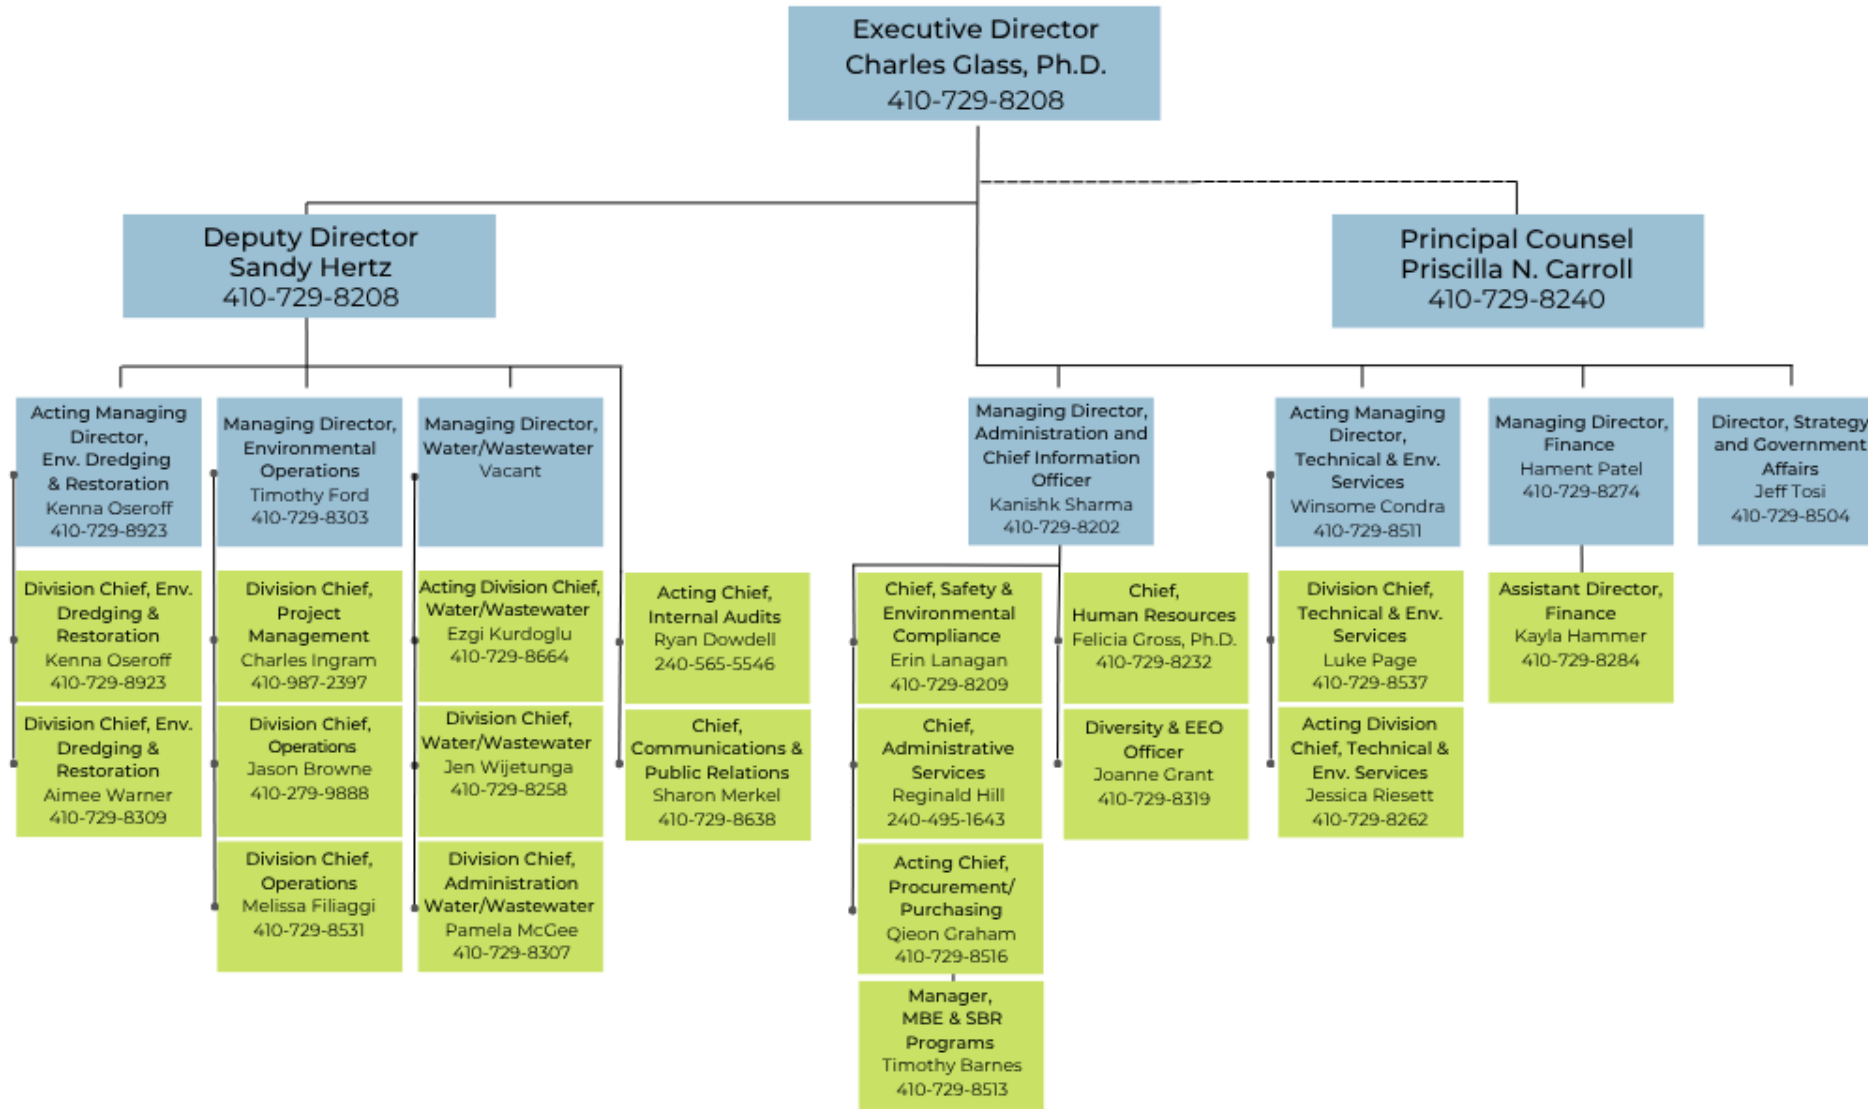 Executive Director
Charles Glass, Ph.D.
410-729-8208
Deputy Director
Sandy Hertz
410-729-8208
Principal Counsel
Priscilla N. Carroll
410-729-8240
Acting Managing
Director,
Env. Dredging
& Restoration
Kenna Oseroff
410-729-8923
Managing Director,
Environmental
Operations
Timothy Ford
410-729-8303
Managing Director,
Water/Wastewater
Vacant
Managing Director,
Administration and
Chief Information
Officer
Kanishk Sharma
410-729-8202
Acting Managing
Director,
Technical & Env.
Services
Winsome Condra
410-729-8511
Managing Director,
Finance
Hament Patel
410-729-8274
Director, Strategy
and Government
Affairs
Jeff Tosi
410-729-8504
Division Chief, Env.
Dredging &
Restoration
Kenna Oseroff
410-729-8923
Division Chief,
Project
Management
Charles Ingram
410-987-2397
Acting Division Chief,
Water/Wastewater
Ezgi Kurdoglu
410-729-8664
Acting Chief,
Internal Audits
Ryan Dowdell
240-565-5546
Chief, Safety &
Environmental
Compliance
Erin Lanagan
410-729-8209
Chief,
Human Resources
Felicia Gross, Ph.D.
410-729-8232
Division Chief,
Technical & Env.
Services
Luke Page
410-729-8537
Assistant Director,
Finance
Kayla Hammer
410-729-8284
Division Chief, Env.
Dredging &
Restoration
Aimee Warner
410-729-8309
Division Chief,
Operations
Jason Browne
410-279-9888
Division Chief,
Water/Wastewater
Jen Wijetunga
410-729-8258
Chief,
Communications &
Public Relations
Sharon Merkel
410-729-8638
Chief,
Administrative
Services
Reginald Hill
240-495-1643
Diversity & EEO
Officer
Joanne Grant
410-729-8319
Acting Division
Chief, Technical &
Env. Services
Jessica Riesett
410-729-8262
Division Chief,
Operations
Melissa Filiaggi
410-729-8531
Division Chief,
Administration
Water/Wastewater
Pamela McGee
410-729-8307
Acting Chief,
Procurement/
Purchasing
Qieon Graham
410-729-8516
Manager,
MBE & SBR
Programs
Timothy Barnes
410-729-8513